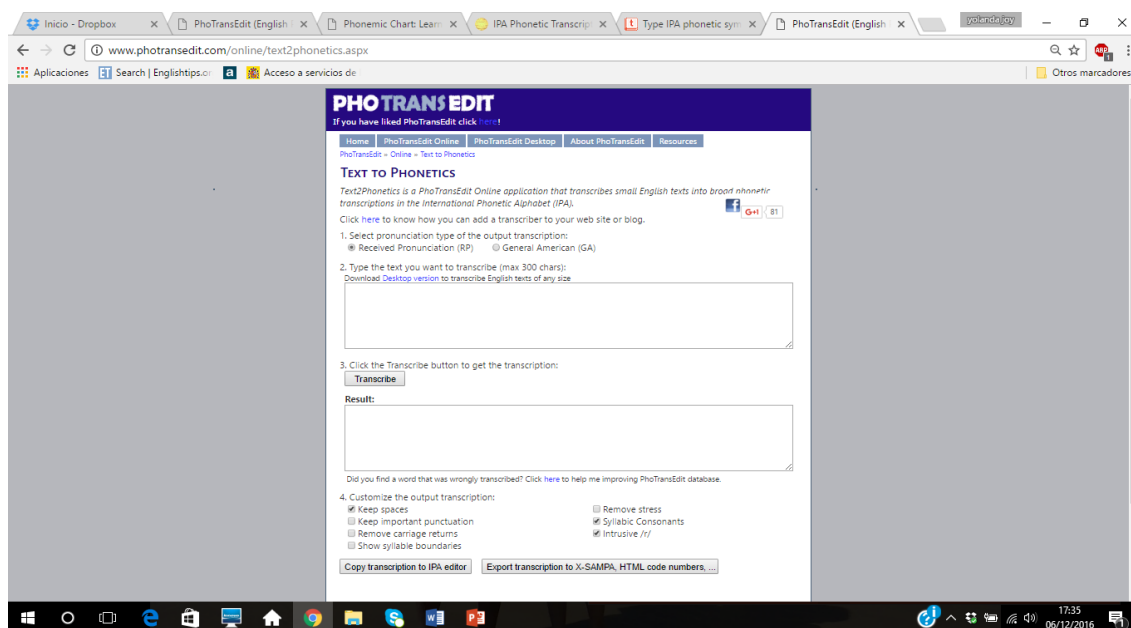 Inicio - Dropbox
PhoTransEdit (English
Phonemic Chart: Learn
IPA Phonetic Transcrip
Type IPA phonetic sym
PhoTransEdit (English
yolandajoy
www.photransedit.com/online/text2phonetics.aspx
ABP
1
Aplicaciones
ET
Search | Englishtips.or
a
Acceso a servicios de
Otros marcadores
PHOTRANSEDIT
If you have liked PhoTransEdit click here!
Home PhoTransEdit Online PhoTransEdit Desktop About PhoTransEdit Resources
PhoTransEdit » Online » Text to Phonetics
TEXT TO PHONETICS
Text2Phonetics is a PhoTransEdit Online application that transcribes small English texts into broad phonetic
transcriptions in the International Phonetic Alphabet (IPA).
f G+1 81
Click here to know how you can add a transcriber to your web site or blog.
1. Select pronunciation type of the output transcription:
Received Pronunciation (RP) General American (GA)
2. Type the text you want to transcribe (max 300 chars):
Download Desktop version to transcribe English texts of any size
3. Click the Transcribe button to get the transcription:
Transcribe
Result:
Did you find a word that was wrongly transcribed? Click here to help me improving PhoTransEdit database.
4. Customize the output transcription:
Keep spaces
Remove stress
Keep important punctuation
Syllabic Consonants
Remove carriage returns
Intrusive /r/
Show syllable boundaries
Copy transcription to IPA editor
Export transcription to X-SAMPA, HTML code numbers, ...
17:35
06/12/2016